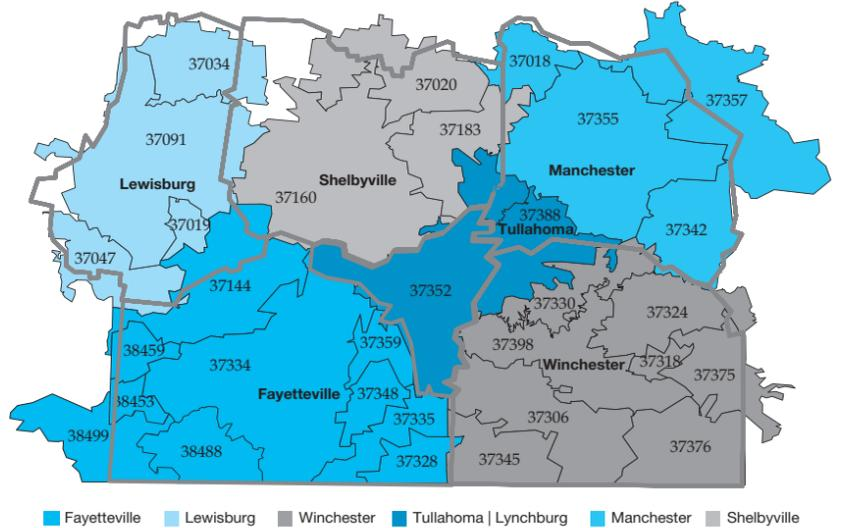 37034
37018
37020
37357
37355
37183
37091
Manchester
Lewisburg
Shelbyville
37160
37388
37019
Tullahoma
37342
37047
37144
37352
37330
37324
37359
37398
38459
37334
Winchester
37318
37375
Fayetteville
37348
38453
37335
37306
38499
38488
37376
37328
37345
Fayetteville
Lewisburg
Winchester
Tullahoma | Lynchburg
Manchester
Shelbyville